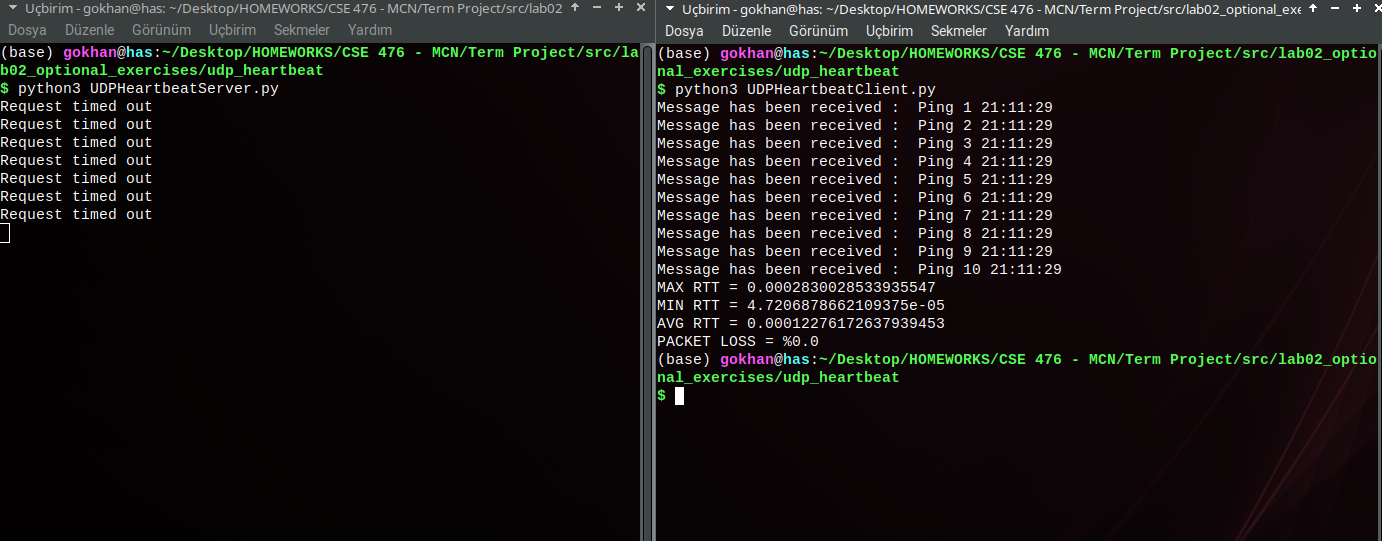 Uçbirim - gokhan@has: ~/Desktop/HOMEWORKS/CSE 476 - MCN/Term Project/src/lab02
Dosya Düzenle Görünüm Uçbirim Sekmeler Yardım
(base) gokhan@has:~/Desktop/HOMEWORKS/CSE 476 - MCN/Term Project/src/la
b02_optional_exercises/udp_heartbeat
$ python3 UDPHeartbeatServer.py
Request timed out
Request timed out
Request timed out
Request timed out
Request timed out
Request timed out
Request timed out
Uçbirim - gokhan@has: ~/Desktop/HOMEWORKS/CSE 476 - MCN/Term Project/src/lab02_optional_exe
Dosya Düzenle Görünüm Uçbirim Sekmeler Yardım
(base) gokhan@has:~/Desktop/HOMEWORKS/CSE 476 - MCN/Term Project/src/lab02_optio
nal_exercises/udp_heartbeat
$ python3 UDPHeartbeatClient.py
Message has been received :  Ping 1 21:11:29
Message has been received :  Ping 2 21:11:29
Message has been received :  Ping 3 21:11:29
Message has been received :  Ping 4 21:11:29
Message has been received :  Ping 5 21:11:29
Message has been received :  Ping 6 21:11:29
Message has been received :  Ping 7 21:11:29
Message has been received :  Ping 8 21:11:29
Message has been received :  Ping 9 21:11:29
Message has been received :  Ping 10 21:11:29
MAX RTT = 0.0002830028533935547
MIN RTT = 4.7206878662109375e-05
AVG RTT = 0.00012276172637939453
PACKET LOSS = %0.0
(base) gokhan@has:~/Desktop/HOMEWORKS/CSE 476 - MCN/Term Project/src/lab02_optio
nal_exercises/udp_heartbeat
$